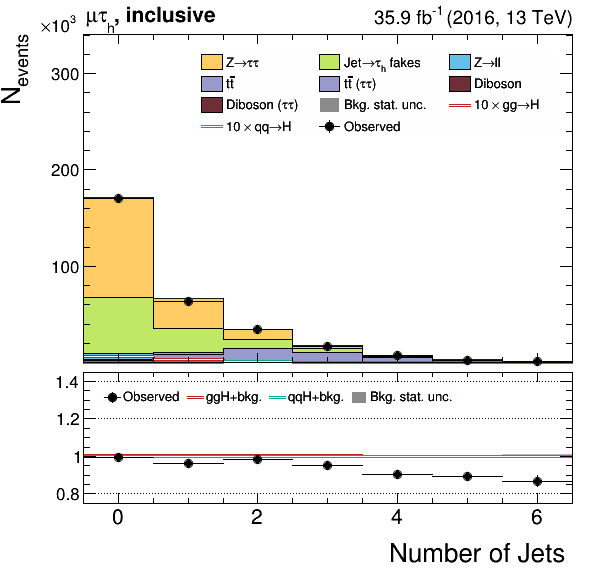 ×10³ μτₕ, inclusive 35.9 fb⁻¹ (2016, 13 TeV)
N_events
300
200
100
Z→ττ Jet→τₕ fakes Z→ll
tt̄ tt̄ (ττ) Diboson
Diboson (ττ) Bkg. stat. unc. 10 × gg→H
10 × qq→H Observed
1.4
1.2
1
0.8
Observed ggH+bkg. qqH+bkg. Bkg. stat. unc.
0 2 4 6
Number of Jets